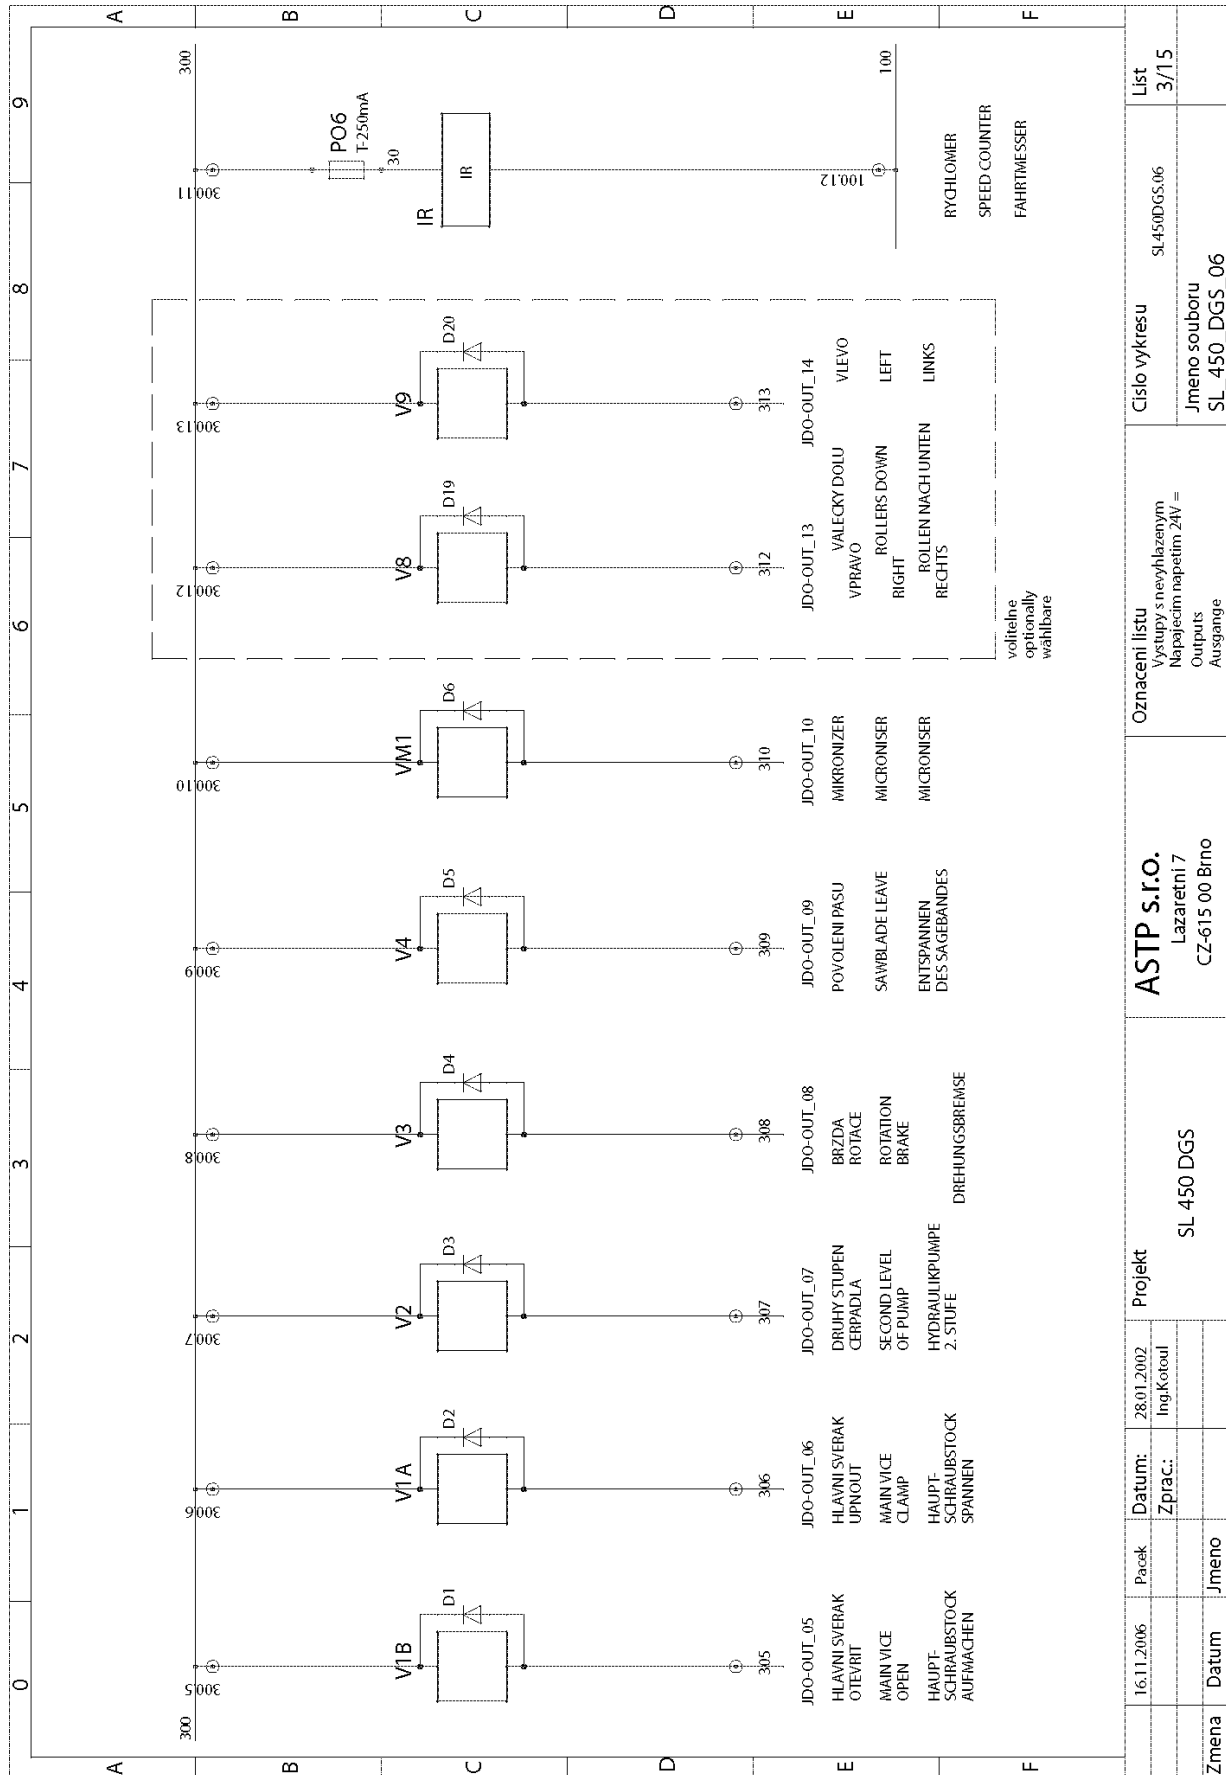 0 1 2 3 4 5 6 7 8 9
A
B
C
D
E
F
A
B
C
D
E
F
300
300
300.5
300.6
300.7
300.8
300.9
300.10
300.12
300.13
300.11
PO6
T-250mA
30
V1B
D1
V1A
D2
V2
D3
V3
D4
V4
D5
VM1
D6
V8
D19
V9
D20
IR
IR
100.12
100
305
306
307
308
309
310
312
313
JDO-OUT_05
HLAVNI SVERAK
OTEVRIT
MAIN VICE
OPEN
HAUPT-
SCHRAUBSTOCK
AUFMACHEN
JDO-OUT_06
HLAVNI SVERAK
UPNOUT
MAIN VICE
CLAMP
HAUPT-
SCHRAUBSTOCK
SPANNEN
JDO-OUT_07
DRUHY STUPEN
CERPADLA
SECOND LEVEL
OF PUMP
HYDRAULIKPUMPE
2. STUFE
JDO-OUT_08
BRZDA
ROTACE
ROTATION
BRAKE
DREHUNGSBREMSE
JDO-OUT_09
POVOLENI PASU
SAWBLADE LEAVE
ENTSPANNEN
DES SAGEBANDES
JDO-OUT_10
MIKRONIZER
MICRONISER
MICRONISER
JDO-OUT_13
VALECKY DOLU
VPRAVO
ROLLERS DOWN
RIGHT
ROLLEN NACH UNTEN
RECHTS
JDO-OUT_14
VLEVO
LEFT
LINKS
volitelne
optionally
wählbare
RYCHLOMER
SPEED COUNTER
FAHRTMESSER
16.11.2006 Pacek
Zmena Datum Jmeno
Datum: 28.01.2002
Zprac.: Ing.Kotoul
Projekt
SL 450 DGS
ASTP s.r.o.
Lazaretní 7
CZ-615 00 Brno
Oznaceni listu
Vystupy s nevyhlazenym
Napajecim napetim 24V =
Outputs
Ausgange
Cislo vykresu
SL450DGS.06
Jmeno souboru
SL_450_DGS_06
List
3/15